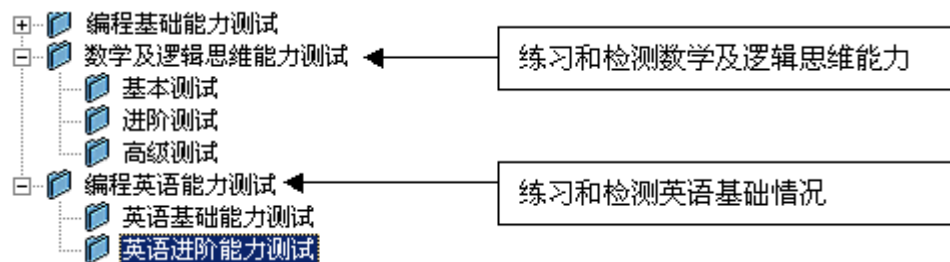 编程基础能力测试
数学及逻辑思维能力测试
练习和检测数学及逻辑思维能力
基本测试
进阶测试
高级测试
编程英语能力测试
练习和检测英语基础情况
英语基础能力测试
英语进阶能力测试